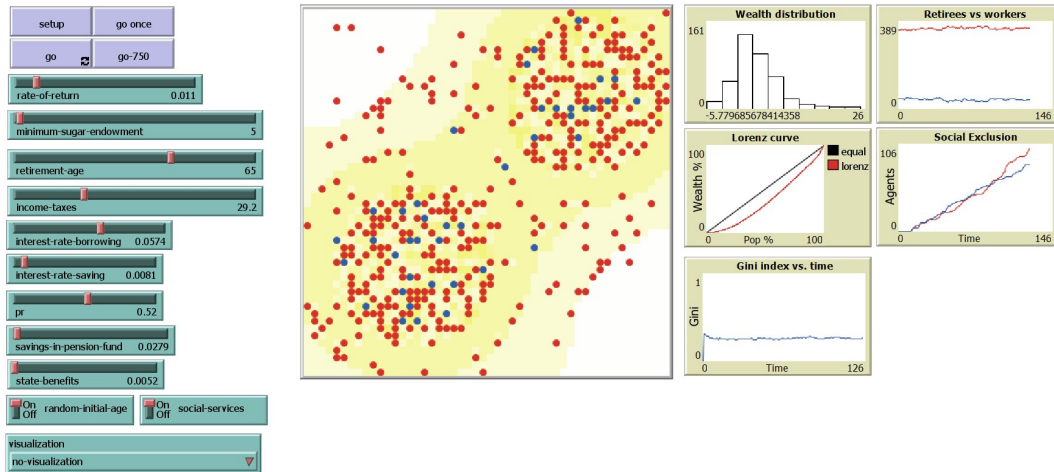 setup
go once
go
go-750
rate-of-return 0.011
minimum-sugar-endowment 5
retirement-age 65
income-taxes 29.2
interest-rate-borrowing 0.0574
interest-rate-saving 0.0081
pr 0.52
savings-in-pension-fund 0.0279
state-benefits 0.0052
On
Off
random-initial-age
On
Off
social-services
visualization
no-visualization
Wealth distribution
161
0
-5.779685678414358 26
Retirees vs workers
389
0
0 146
Lorenz curve
100
Wealth %
0
0 Pop % 100
equal
lorenz
Social Exclusion
106
Agents
0
0 Time 146
Gini index vs. time
1
Gini
0
0 Time 126